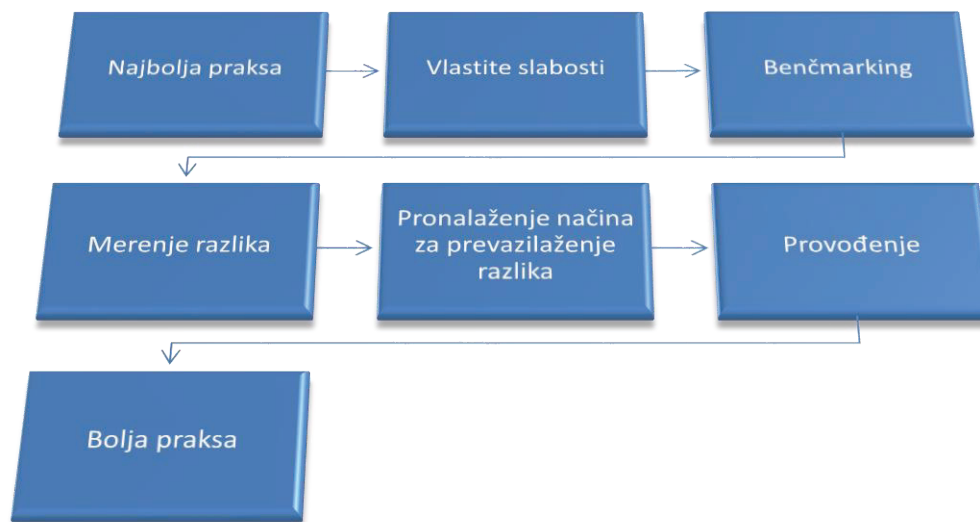 Najbolja praksa
Vlastite slabosti
Benčmarking
Merenje razlika
Pronalaženje načina
za prevazilaženje
razlika
Provođenje
Bolja praksa